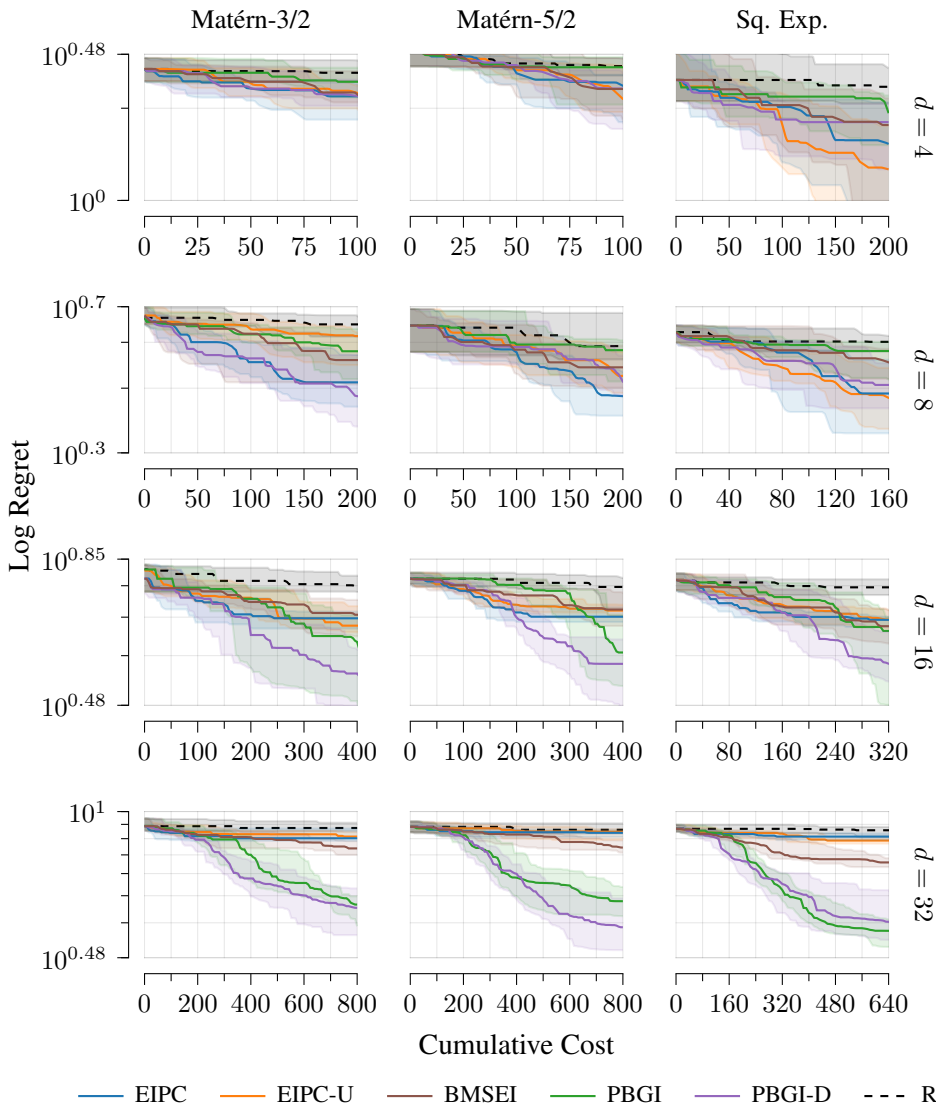 Matérn-3/2 Matérn-5/2 Sq. Exp.
10^0.48
10^0
0 25 50 75 100 0 25 50 75 100 0 50 100 150 200
d = 4
10^0.7
10^0.3
0 50 100 150 200 0 50 100 150 200 0 40 80 120 160
d = 8
Log Regret
10^0.85
10^0.48
0 100 200 300 400 0 100 200 300 400 0 80 160 240 320
d = 16
10^1
10^0.48
0 200 400 600 800 0 200 400 600 800 0 160 320 480 640
d = 32
Cumulative Cost
EIPC EIPC-U BMSEI PBGI PBGI-D R